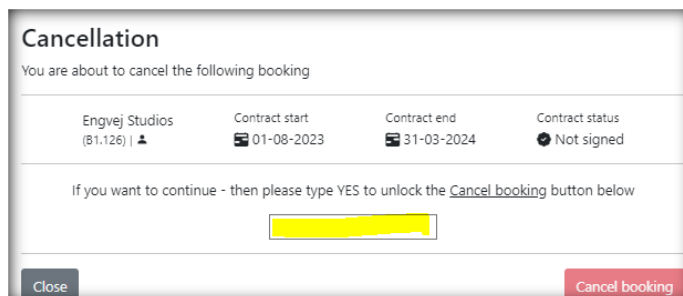 Cancellation
You are about to cancel the following booking
Engvej Studios
(B1.126) |
Contract start
01-08-2023
Contract end
31-03-2024
Contract status
Not signed
If you want to continue - then please type YES to unlock the Cancel booking button below
Close
Cancel booking